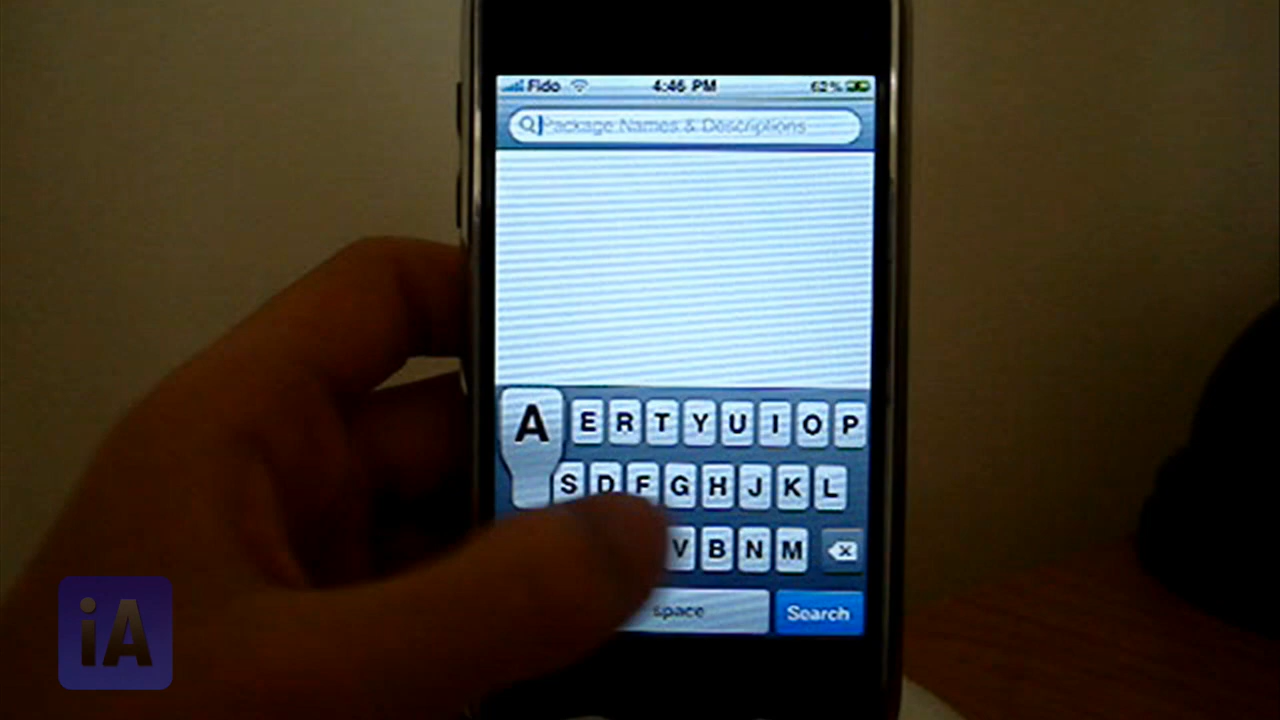 Fido 4:46 PM 62%
Package Names & Descriptions
A E R T Y U I O P
S D F G H J K L
V B N M
space Search
iA